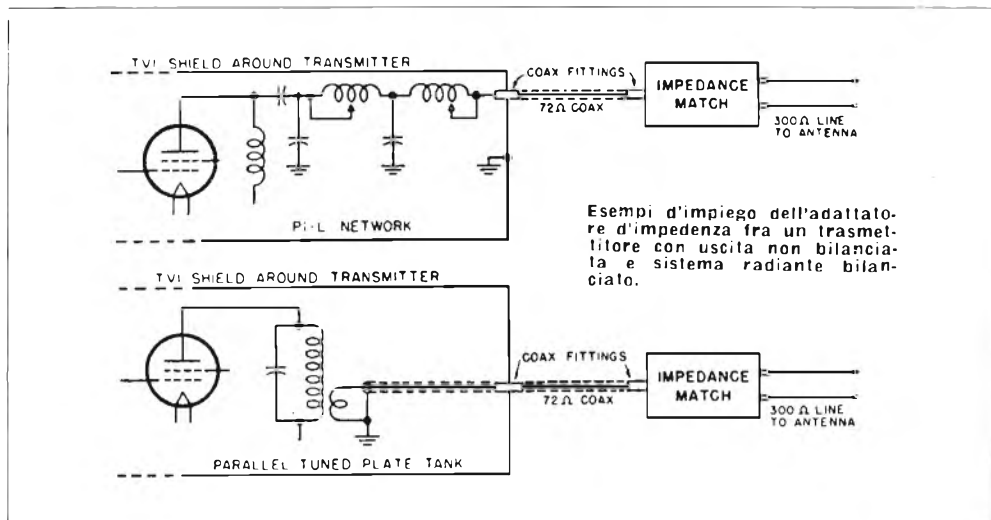 TVI SHIELD AROUND TRANSMITTER
COAX FITTINGS
72Ω COAX
IMPEDANCE
MATCH
300 Ω LINE
TO ANTENNA
PI-L NETWORK
Esempi d'impiego dell'adattato-
re d'impedenza fra un trasmet-
titore con uscita non bilancia-
ta e sistema radiante bilan-
ciato.
TVI SHIELD AROUND TRANSMITTER
COAX FITTINGS
72Ω COAX
IMPEDANCE
MATCH
300 Ω LINE
TO ANTENNA
PARALLEL TUNED PLATE TANK